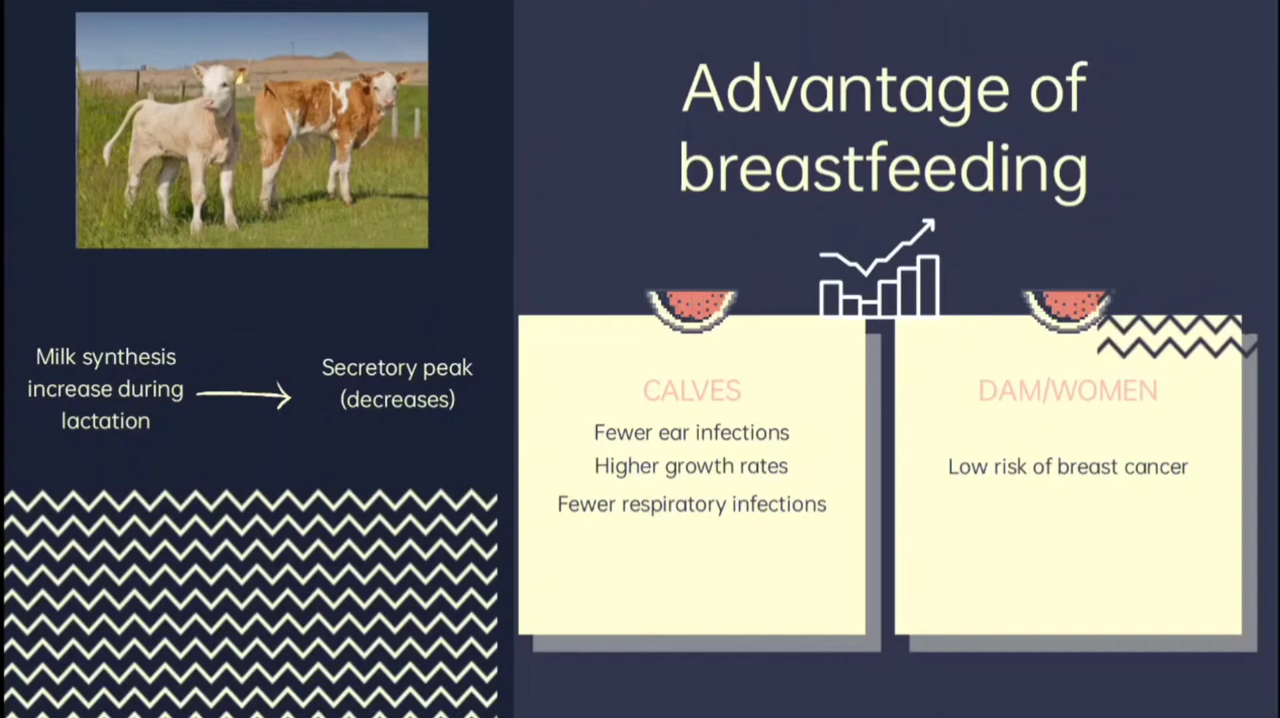 Advantage of
breastfeeding
Milk synthesis
increase during
lactation
Secretory peak
(decreases)
CALVES
Fewer ear infections
Higher growth rates
Fewer respiratory infections
DAM/WOMEN
Low risk of breast cancer